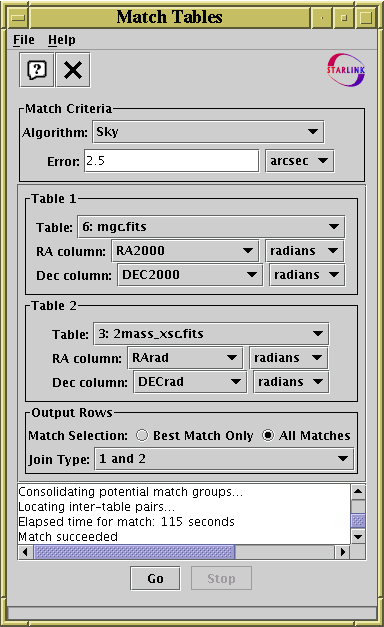 Match Tables
File Help
STARLINK
Match Criteria
Algorithm: Sky
Error: 2.5 arcsec
Table 1
Table: 6: mgc.fits
RA column: RA2000 radians
Dec column: DEC2000 radians
Table 2
Table: 3: 2mass_xsc.fits
RA column: RArad radians
Dec column: DECrad radians
Output Rows
Match Selection: Best Match Only All Matches
Join Type: 1 and 2
Consolidating potential match groups...
Locating inter-table pairs...
Elapsed time for match: 115 seconds
Match succeeded
Go Stop